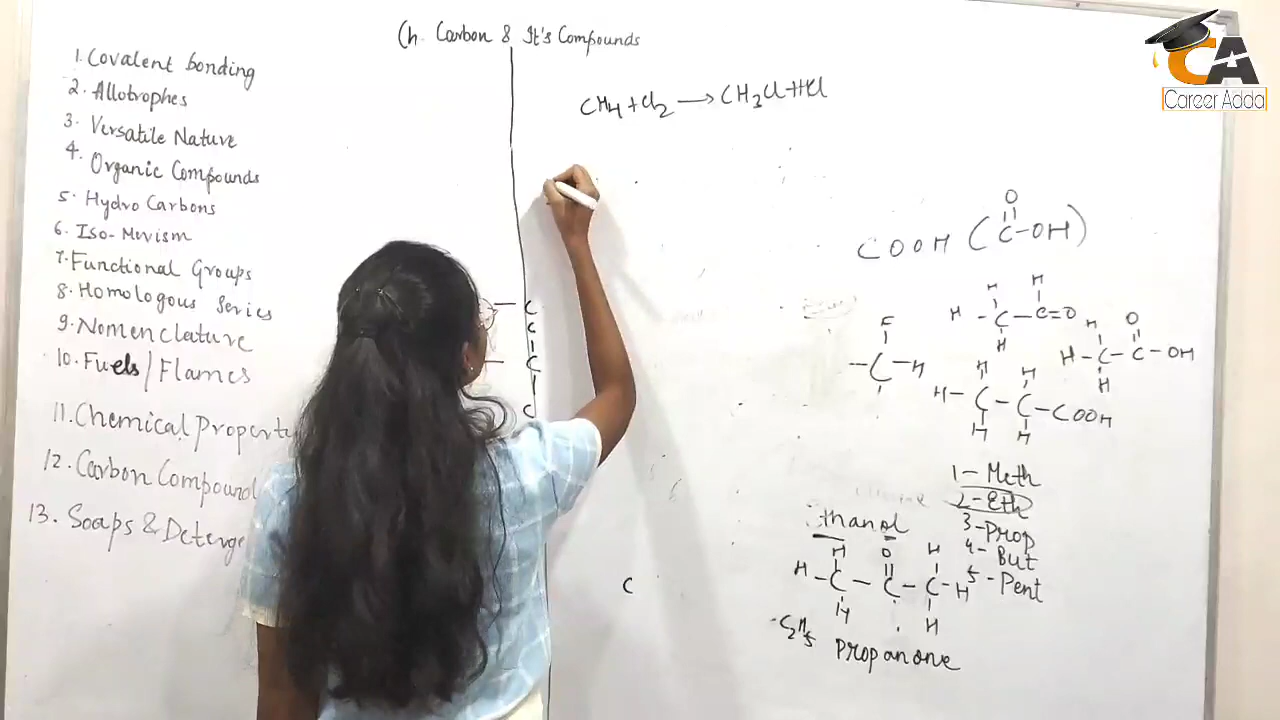 Ch. Carbon & It's Compounds
1. Covalent bonding
2. Allotrophes
3. Versatile Nature
4. Organic Compounds
5. Hydro Carbons
6. Iso-Merism
7. Functional Groups
8. Homologous Series
9. Nomenclature
10. Fuels/Flames
11. Chemical Property
12. Carbon Compound
13. Soaps & Deterge
CH4 + Cl2 → CH3Cl+HCl
C
C
C
C
C
CA
Career Adda
O
COOH ( C-OH )
H H
H - C - C=O
H
F
- C - H
H O
H - C - C - OH
H
H H
H - C - C - COOH
H H
1 - Meth
2 - Eth
3 - Prop
4 - But
5 - Pent
thanol
H O H
H - C - C - C - H
H H
C2H5
Propanone